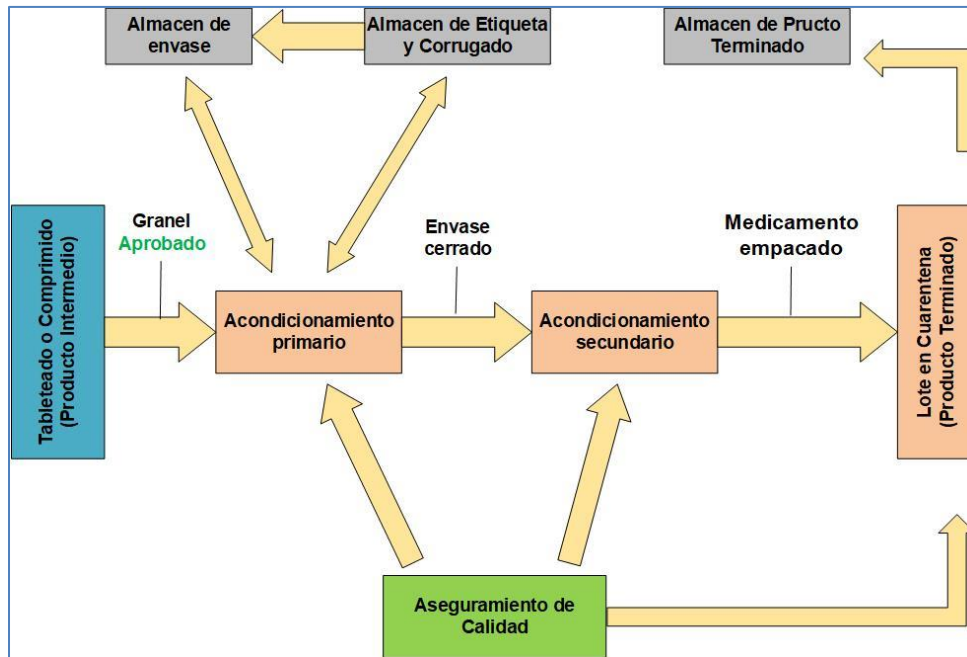 Almacen de
envase
Almacen de Etiqueta
y Corrugado
Almacen de Pructo
Terminado
Tableteado o Comprimido
(Producto Intermedio)
Granel
Aprobado
Acondicionamiento
primario
Envase
cerrado
Acondicionamiento
secundario
Medicamento
empacado
Lote en Cuarentena
(Producto Terminado)
Aseguramiento de
Calidad